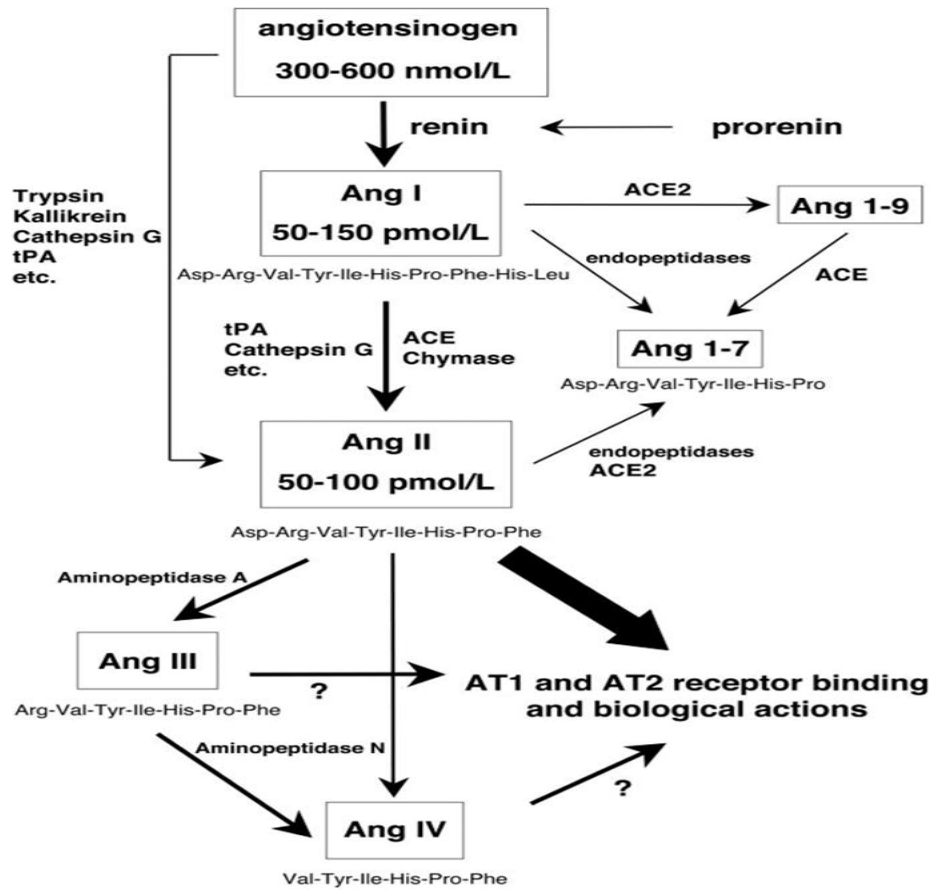 angiotensinogen
300-600 nmol/L
renin
prorenin
Trypsin
Kallikrein
Cathepsin G
tPA
etc.
Ang I
50-150 pmol/L
Asp-Arg-Val-Tyr-Ile-His-Pro-Phe-His-Leu
ACE2
Ang 1-9
endopeptidases
ACE
tPA
Cathepsin G
etc.
ACE
Chymase
Ang 1-7
Asp-Arg-Val-Tyr-Ile-His-Pro
Ang II
50-100 pmol/L
Asp-Arg-Val-Tyr-Ile-His-Pro-Phe
endopeptidases
ACE2
Aminopeptidase A
Ang III
Arg-Val-Tyr-Ile-His-Pro-Phe
?
AT1 and AT2 receptor binding
and biological actions
Aminopeptidase N
?
Ang IV
Val-Tyr-Ile-His-Pro-Phe